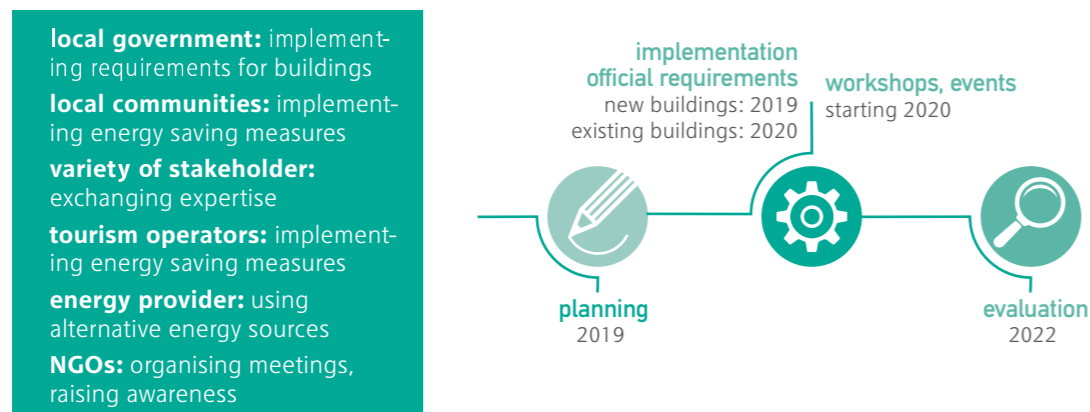 local government: implement-
ing requirements for buildings
local communities: implement-
ing energy saving measures
variety of stakeholder:
exchanging expertise
tourism operators: implement-
ing energy saving measures
energy provider: using
alternative energy sources
NGOs: organising meetings,
raising awareness
implementation
official requirements
new buildings: 2019
existing buildings: 2020
workshops, events
starting 2020
planning
2019
evaluation
2022